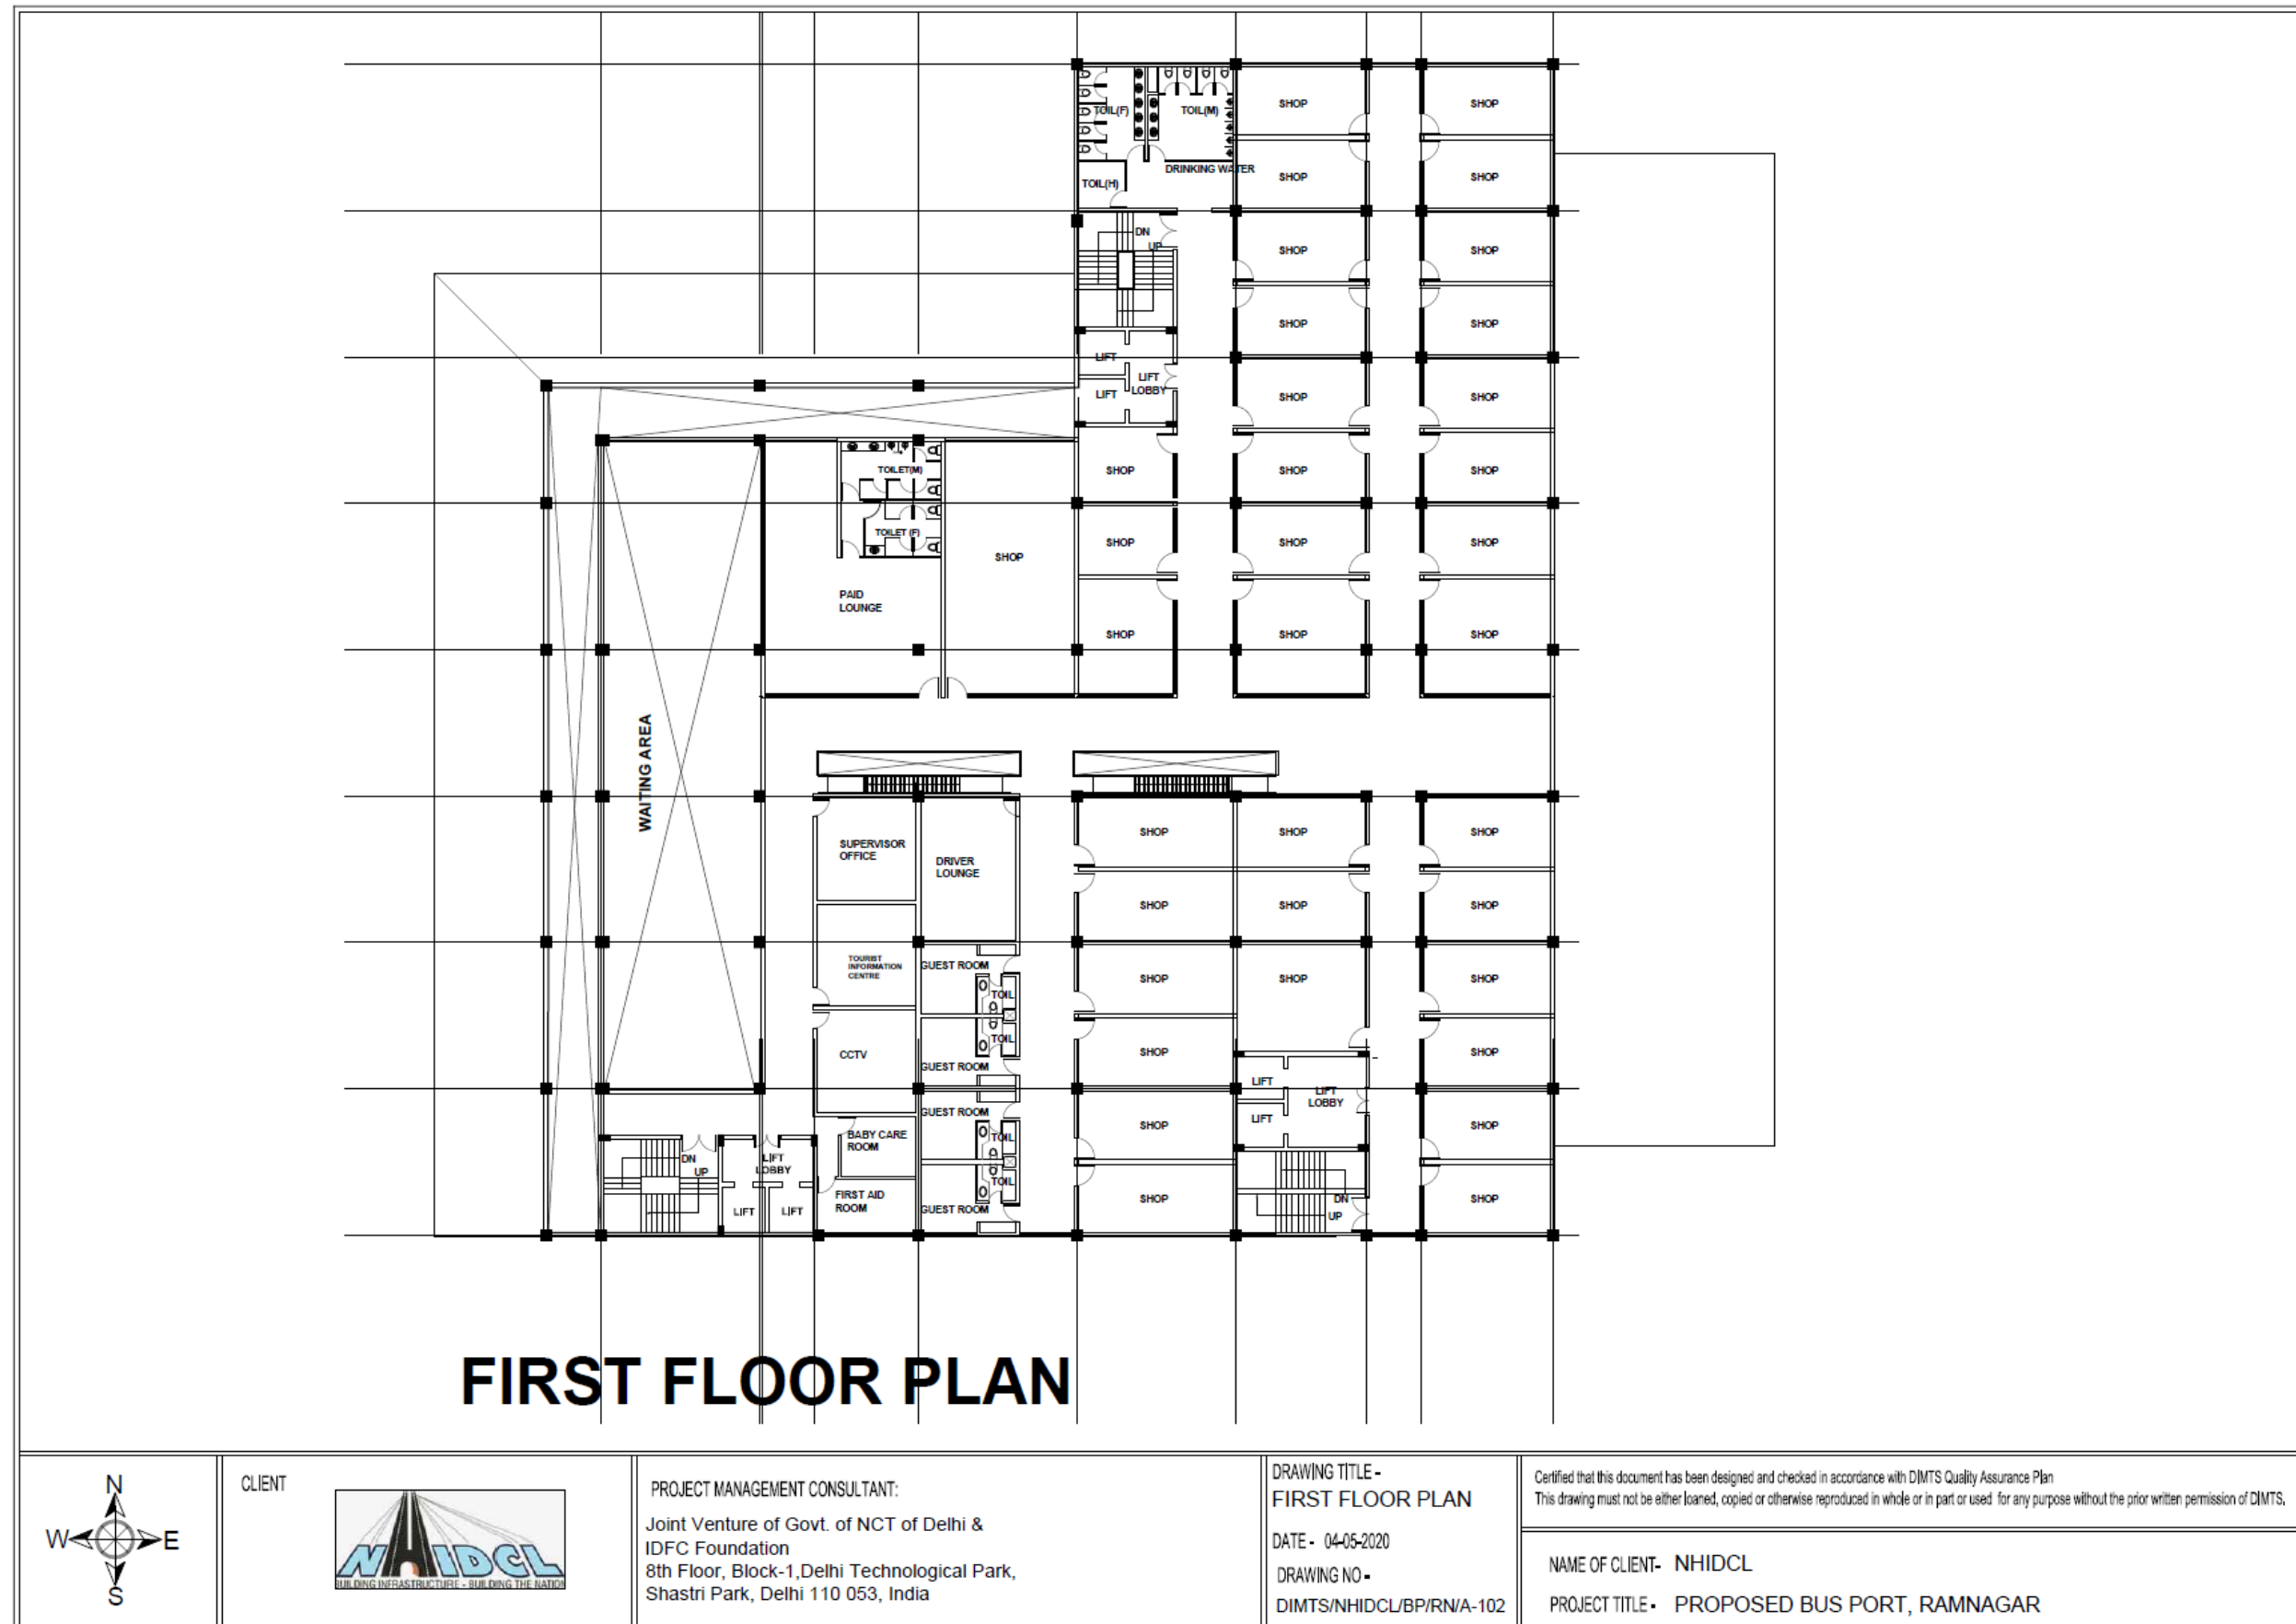 TOIL(F)
TOIL(M)
SHOP
SHOP
DRINKING WATER
TOIL(H)
SHOP
SHOP
DN
UP
SHOP
SHOP
SHOP
SHOP
LIFT
LIFT
LOBBY
LIFT
SHOP
SHOP
TOILET(M)
SHOP
SHOP
SHOP
TOILET (F)
SHOP
SHOP
SHOP
SHOP
PAID
LOUNGE
SHOP
SHOP
SHOP
WAITING AREA
SUPERVISOR
OFFICE
DRIVER
LOUNGE
SHOP
SHOP
SHOP
SHOP
SHOP
SHOP
TOURIST
INFORMATION
CENTRE
GUEST ROOM
TOIL
SHOP
SHOP
SHOP
CCTV
TOIL
GUEST ROOM
SHOP
SHOP
LIFT
LIFT
LOBBY
LIFT
GUEST ROOM
TOIL
SHOP
SHOP
BABY CARE
ROOM
DN
UP
LIFT
LOBBY
LIFT
LIFT
FIRST AID
ROOM
TOIL
GUEST ROOM
SHOP
DN
UP
SHOP
FIRST FLOOR PLAN
N
W
E
S
CLIENT
NHIDCL
BUILDING INFRASTRUCTURE - BUILDING THE NATION
PROJECT MANAGEMENT CONSULTANT:
Joint Venture of Govt. of NCT of Delhi &
IDFC Foundation
8th Floor, Block-1,Delhi Technological Park,
Shastri Park, Delhi 110 053, India
DRAWING TITLE -
FIRST FLOOR PLAN
DATE - 04-05-2020
DRAWING NO -
DIMTS/NHIDCL/BP/RN/A-102
Certified that this document has been designed and checked in accordance with DIMTS Quality Assurance Plan
This drawing must not be either loaned, copied or otherwise reproduced in whole or in part or used for any purpose without the prior written permission of DIMTS.
NAME OF CLIENT- NHIDCL
PROJECT TITLE - PROPOSED BUS PORT, RAMNAGAR